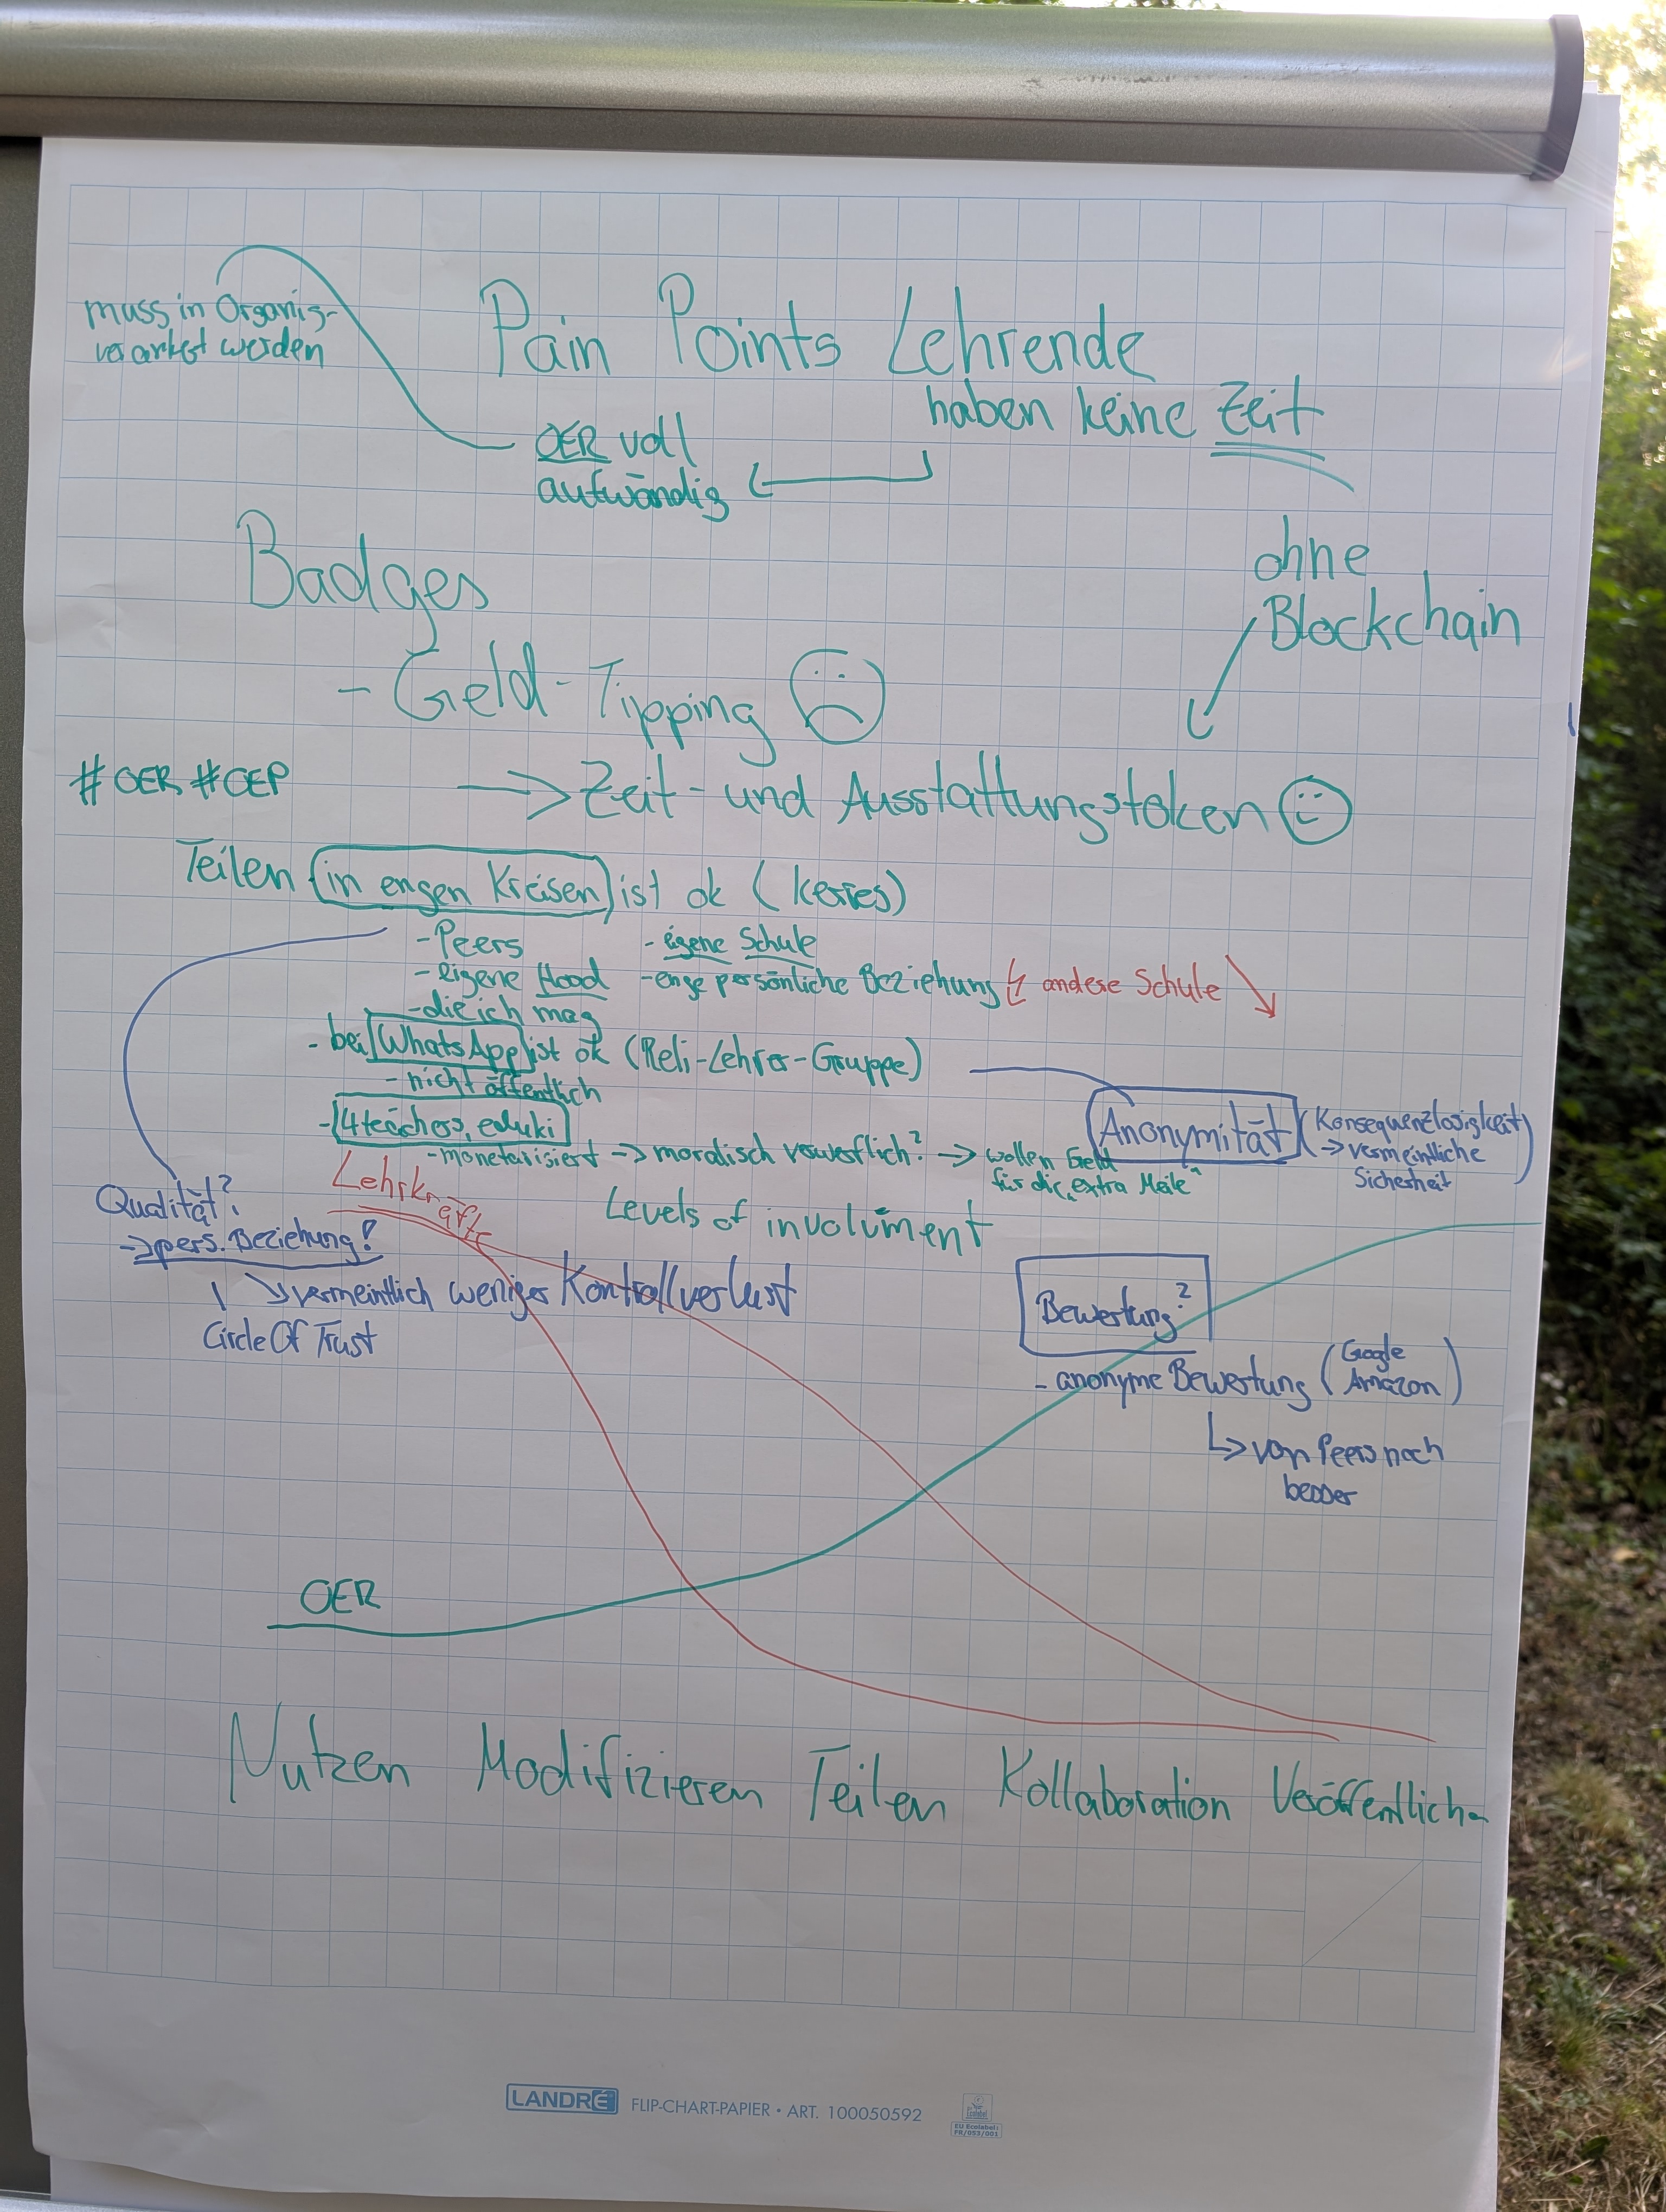 muss in Organis-
verankert werden
Pain Points Lehrende
haben keine Zeit
OER voll
aufwändig
ohne
Blockchain
Badges
- Geld-Tipping
#OER #OEP
Zeit- und Ausstattungstoken
Teilen (in engen Kreisen) ist ok (Kerres)
- Peers
- eigene Hood
- die ich mag
- eigene Schule
- enge persönliche Beziehung
andere Schule
- bei WhatsApp ist ok (Reli-Lehrer-Gruppe)
- nicht öffentlich
- 4teachers, eduki
- monetarisiert -> moralisch verwerflich? -> wollen Geld
für die „extra Meile"
Anonymität (Konsequenzlosigkeit)
-> vermeintliche
Sicherheit
Lehrkräfte
Qualität?
-> pers. Beziehung!
vermeintlich weniger Kontrollverlust
Circle Of Trust
Levels of involvment
Bewertung?
- anonyme Bewertung (Google
Amazon)
von Peers noch
besser
OER
Nutzen Modifizieren Teilen Kollaboration Veröffentlichen
LANDRÉ FLIP-CHART-PAPIER • ART. 100050592
EU Ecolabel:
FR/053/001